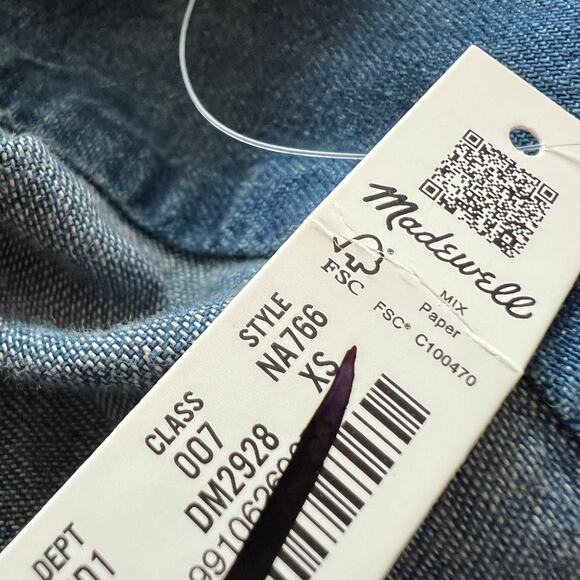 Madewell
FSC
MIX
Paper
FSC® C100470
STYLE
NA766
XS
CLASS
007
DM2928
DEPT